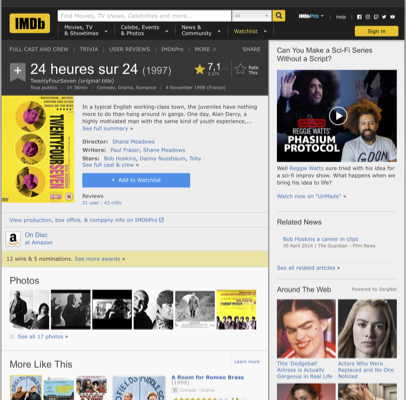 IMDb
Find Movies, TV shows, Celebrities and more...
All
IMDbPro
Help
Movies, TV
& Showtimes
Celebs, Events
& Photos
News &
Community
Watchlist
Sign in
FULL CAST AND CREW | TRIVIA | USER REVIEWS | IMDbPro | MORE
SHARE
24 heures sur 24 (1997)
TwentyFourSeven (original title)
Tous publics | 1h 36min | Comedy, Drama, Romance | 4 November 1998 (France)
7,1
Rate
This
In a typical English working-class town, the juveniles have nothing
more to do than hang around in gangs. One day, Alan Darcy, a
highly motivated man with the same kind of youth experience,...
See full summary »
Director: Shane Meadows
Writers: Paul Fraser, Shane Meadows
Stars: Bob Hoskins, Danny Nussbaum, Toby
See full cast & crew »
+ Add to Watchlist
Reviews
21 user · 43 critic
TWENTYFOURSEVEN
View production, box office, & company info on IMDbPro
a
On Disc
at Amazon
12 wins & 5 nominations. See more awards »
Photos
See all 17 photos »
More Like This
Learn more
A Room for Romeo Brass
(1999)
Comedy | Drama
Can You Make a Sci-Fi Series
Without a Script?
REGGIE WATTS'
PHASIUM
PROTOCOL
Well Reggie Watts sure tried with his idea for
a sci-fi improv show. What happens when we
bring his idea to life?
Watch now on "UnMade" »
Related News
Bob Hoskins a career in clips
30 April 2014 | The Guardian - Film News
See all related articles »
Around The Web
Powered by ZergNet
This 'Dodgeball'
Actress is Actually
Gorgeous in Real Life
Actors Who Were
Replaced and No One
Noticed